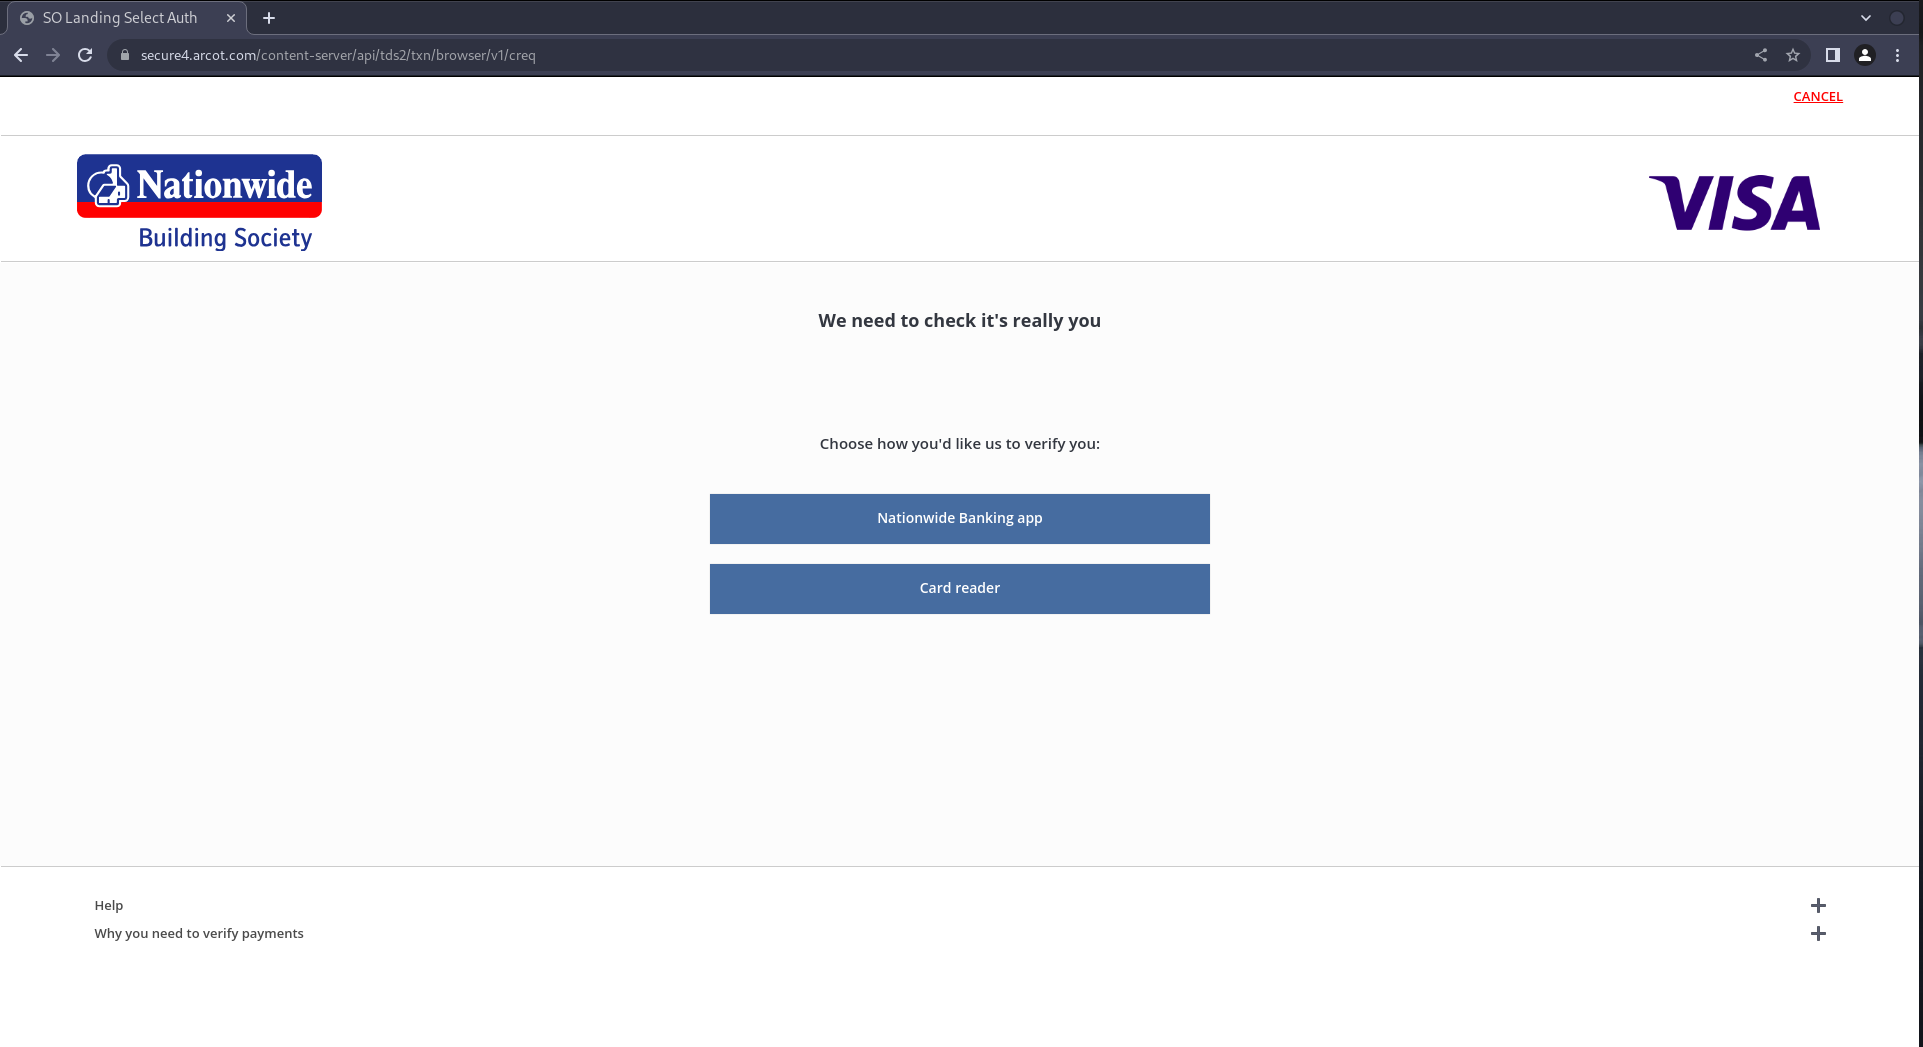 SO Landing Select Auth
secure4.arcot.com/content-server/api/tds2/txn/browser/v1/creq
CANCEL
Nationwide
Building Society
VISA
We need to check it's really you
Choose how you'd like us to verify you:
Nationwide Banking app
Card reader
Help
Why you need to verify payments